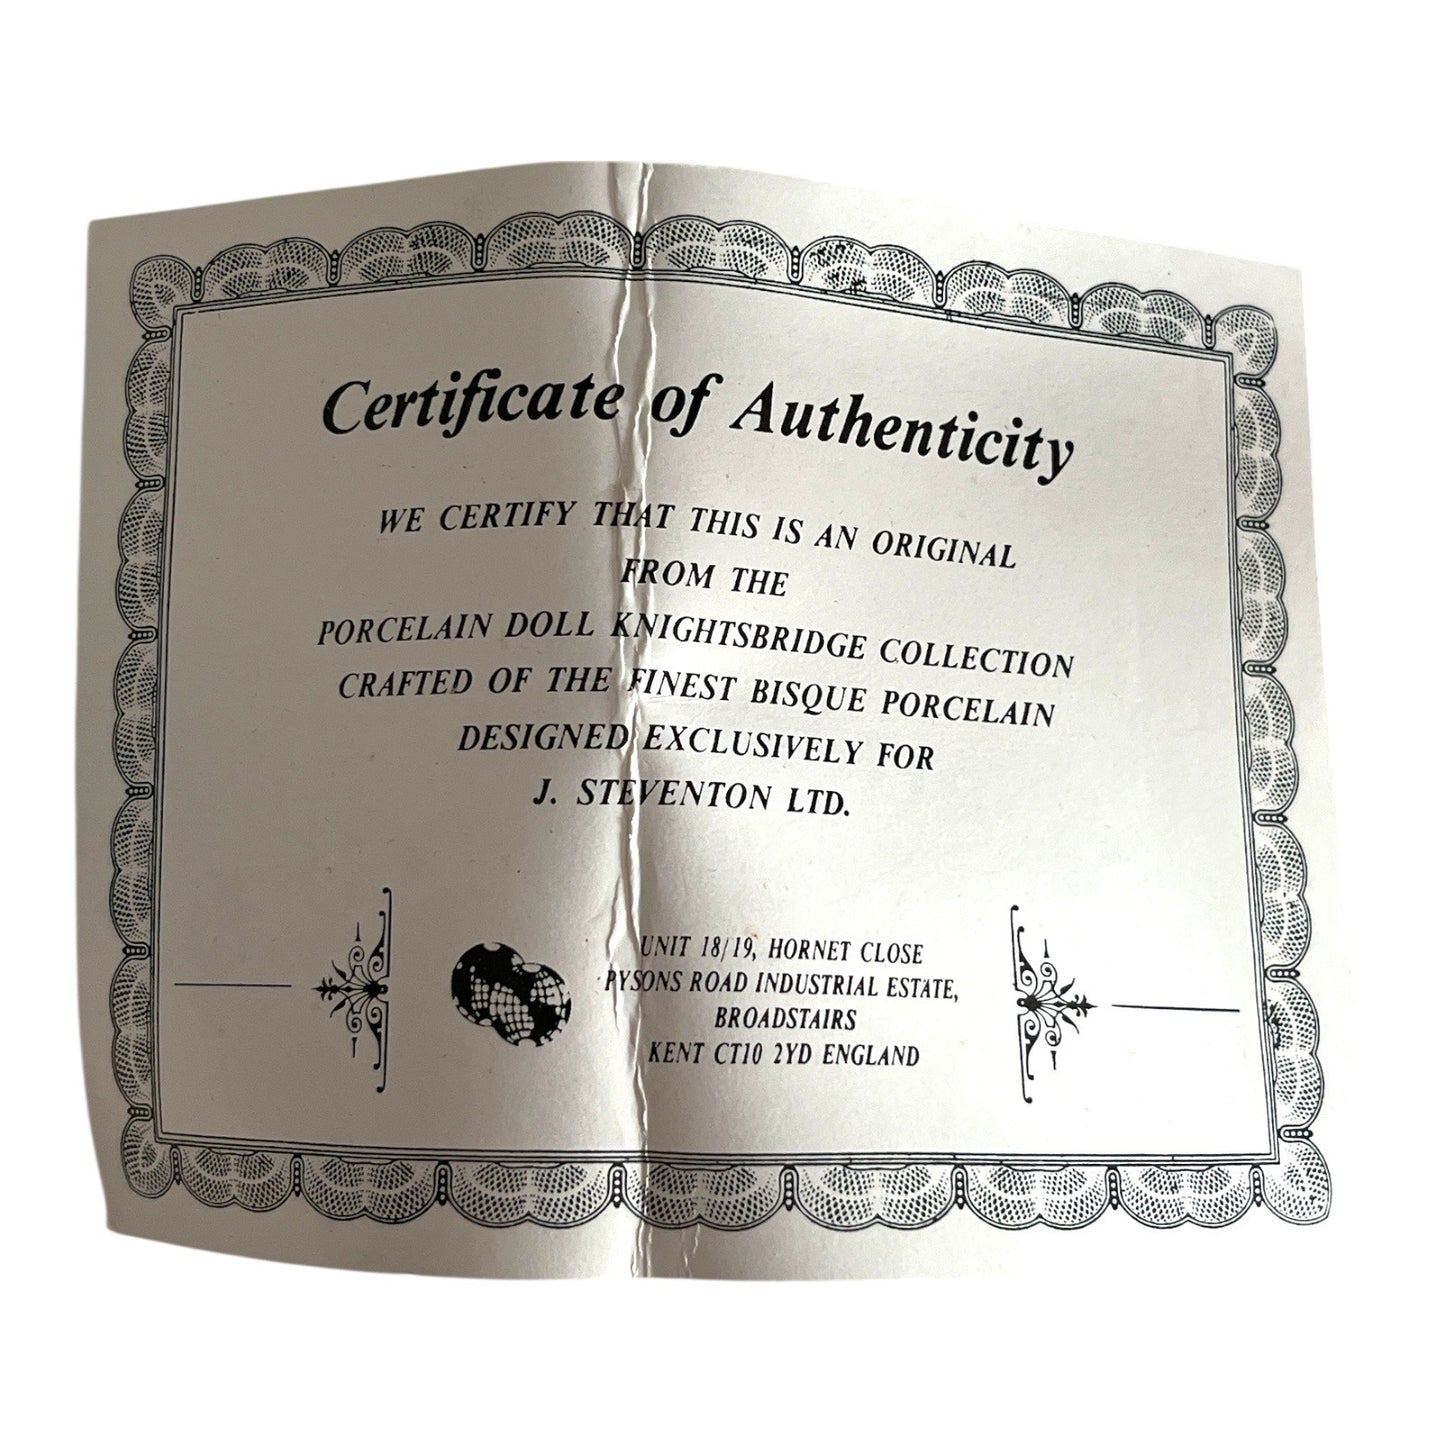 Certificate of Authenticity
WE CERTIFY THAT THIS IS AN ORIGINAL
FROM THE
PORCELAIN DOLL KNIGHTSBRIDGE COLLECTION
CRAFTED OF THE FINEST BISQUE PORCELAIN
DESIGNED EXCLUSIVELY FOR
J. STEVENTON LTD.
UNIT 18/19, HORNET CLOSE
PYSONS ROAD INDUSTRIAL ESTATE,
BROADSTAIRS
KENT CT10 2YD ENGLAND